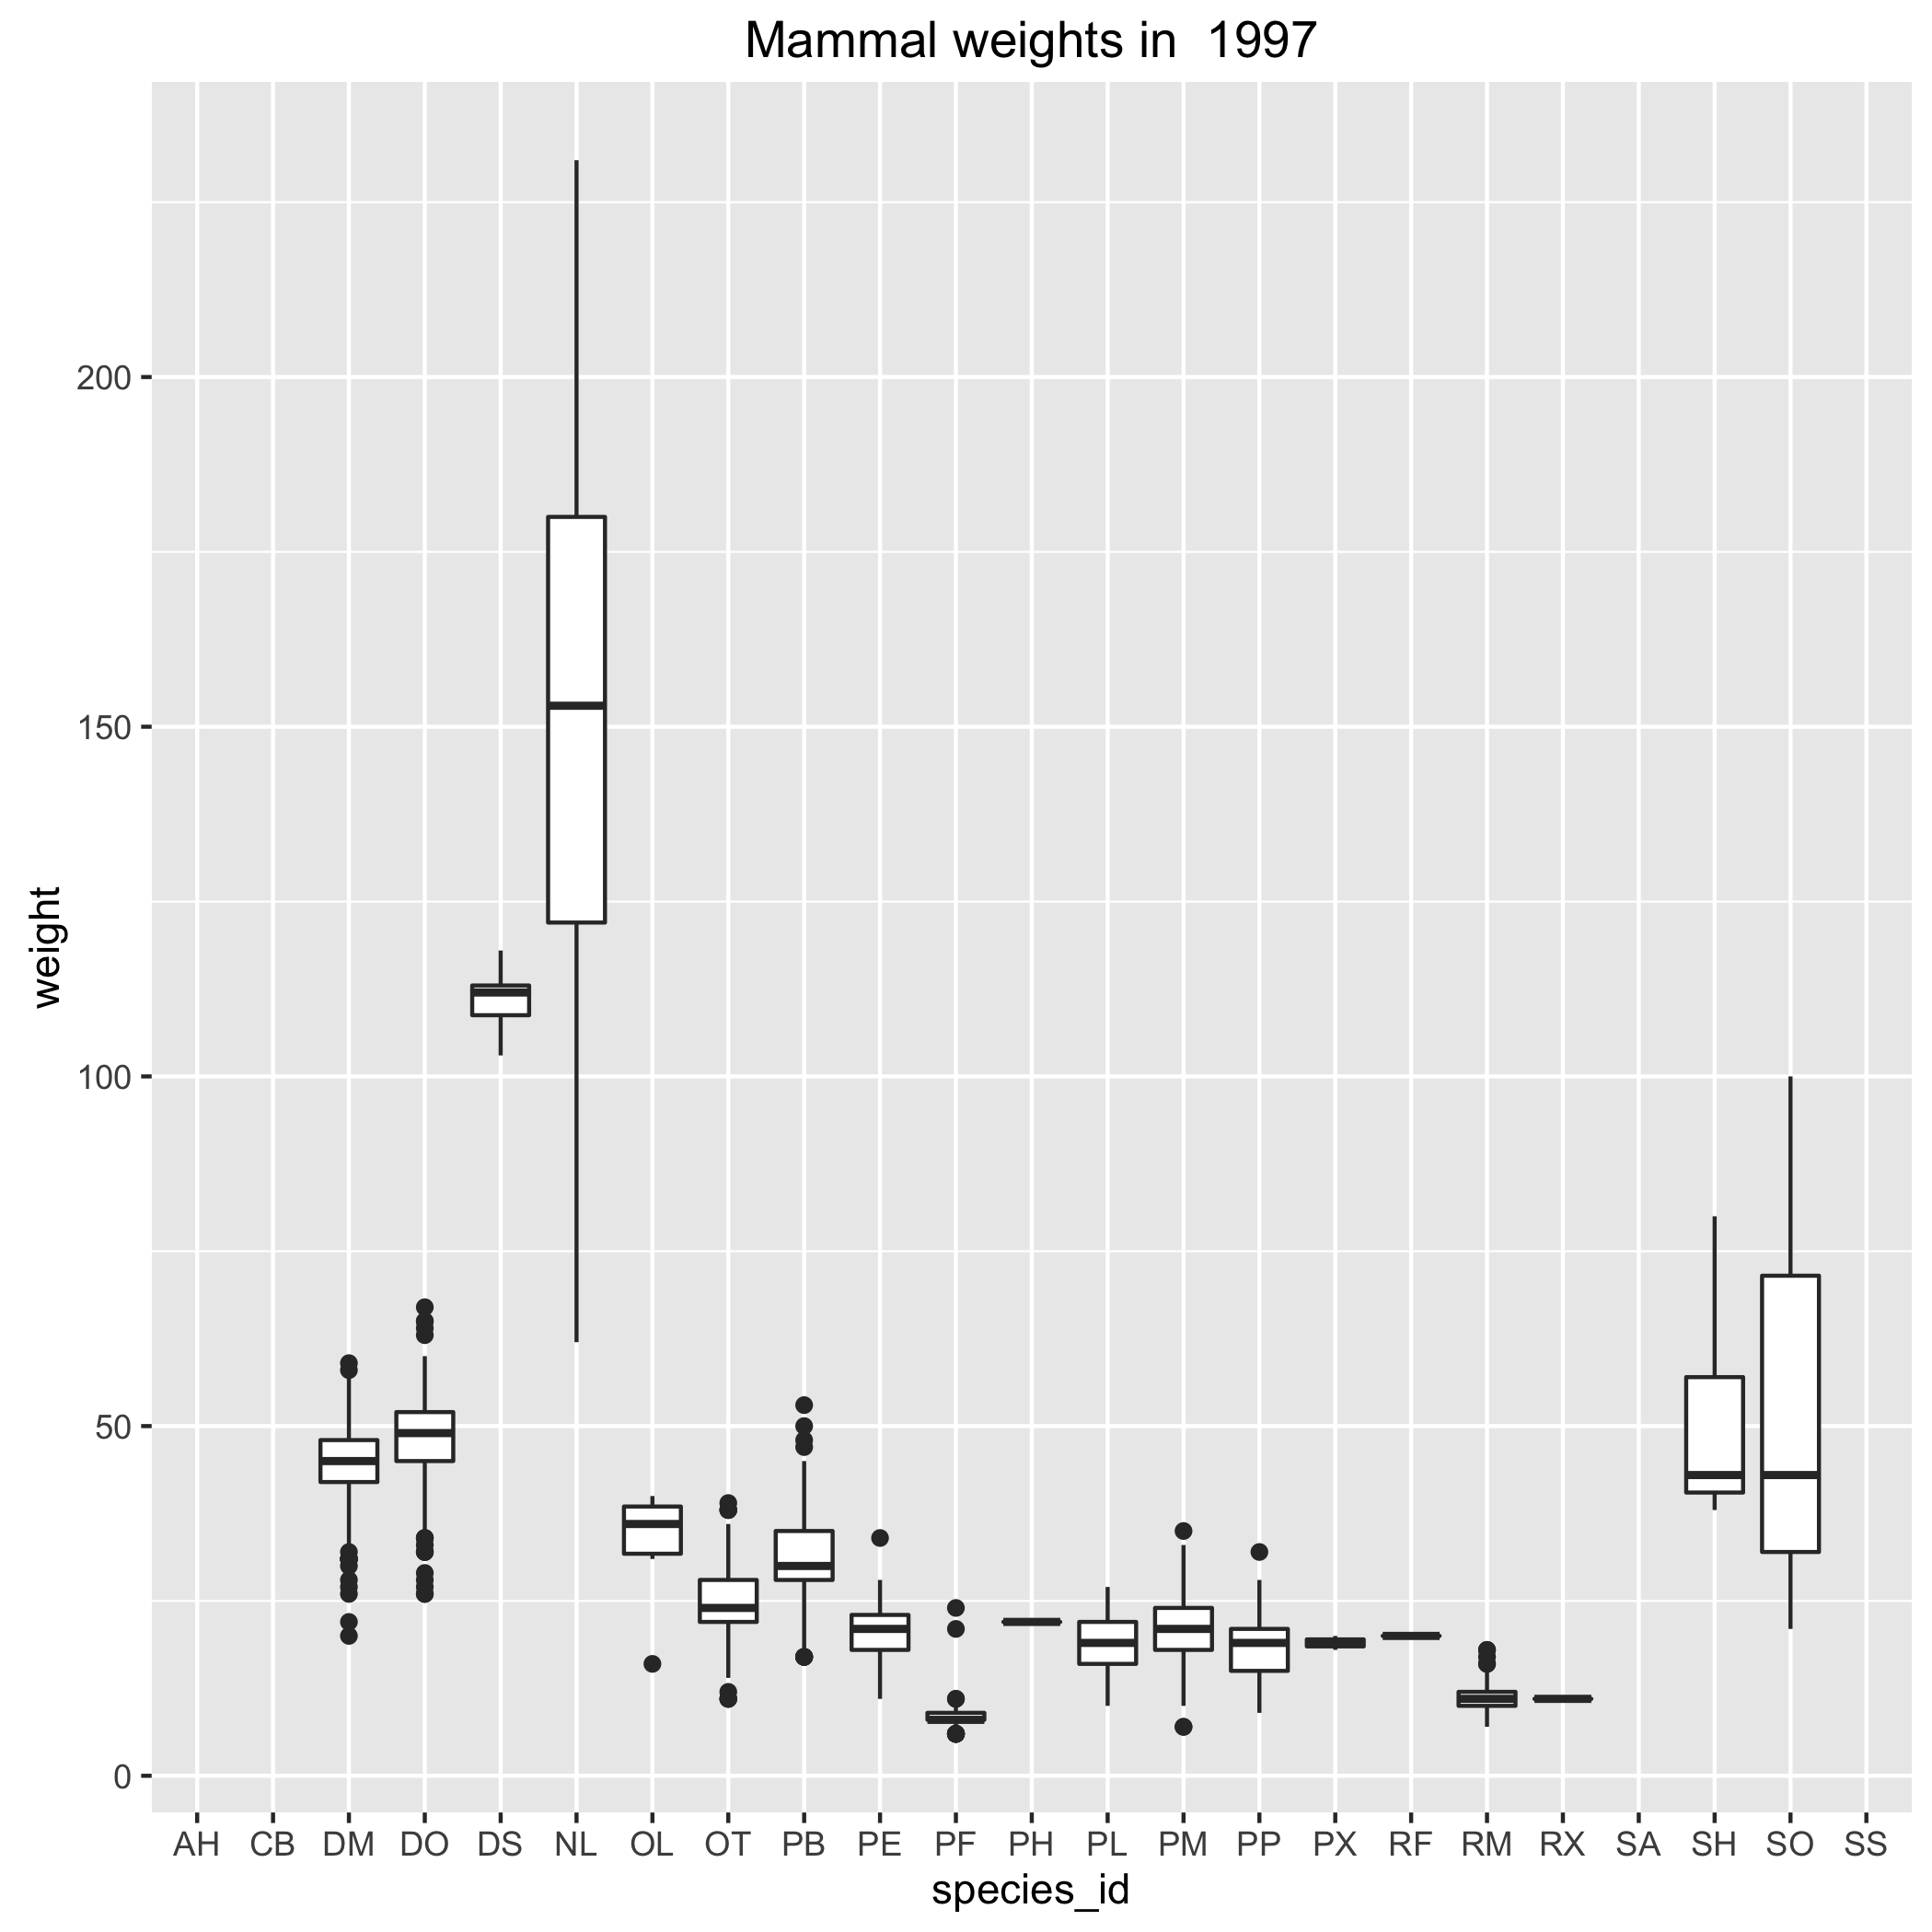 Mammal weights in  1997
weight
200
150
100
50
0
AH CB DM DO DS NL OL OT PB PE PF PH PL PM PP PX RF RM RX SA SH SO SS
species_id